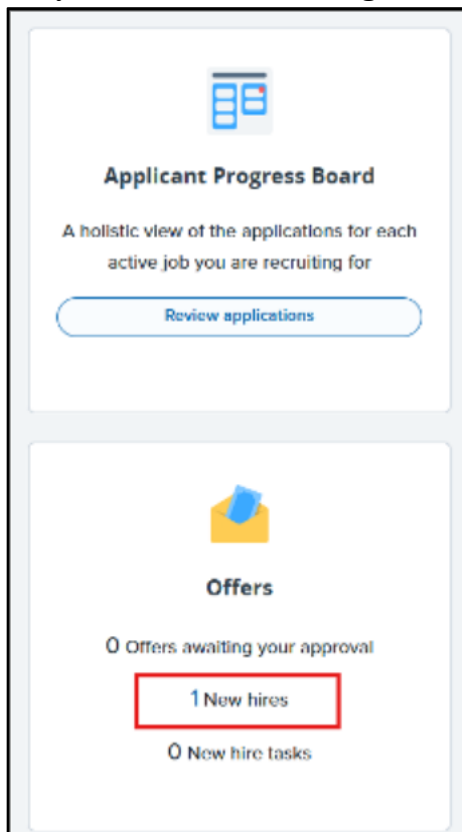 Applicant Progress Board
A holistic view of the applications for each
active job you are recruiting for
Review applications
Offers
0 Offers awaiting your approval
1 New hires
0 New hire tasks